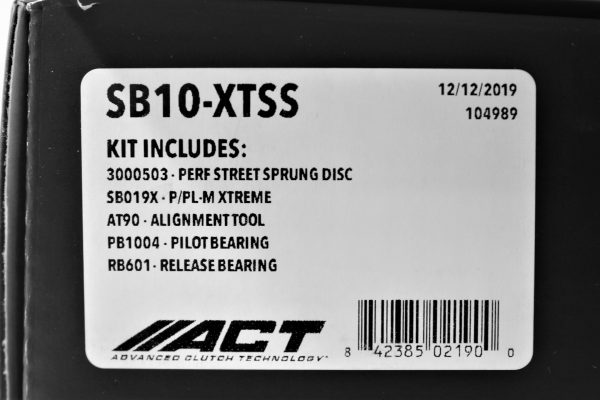 SB10-XTSS
12/12/2019
104989
KIT INCLUDES:
3000503 - PERF STREET SPRUNG DISC
SB019X - P/PL-M XTREME
AT90 - ALIGNMENT TOOL
PB1004 - PILOT BEARING
RB601 - RELEASE BEARING
ACT
ADVANCED CLUTCH TECHNOLOGY
8 42385 02190 0